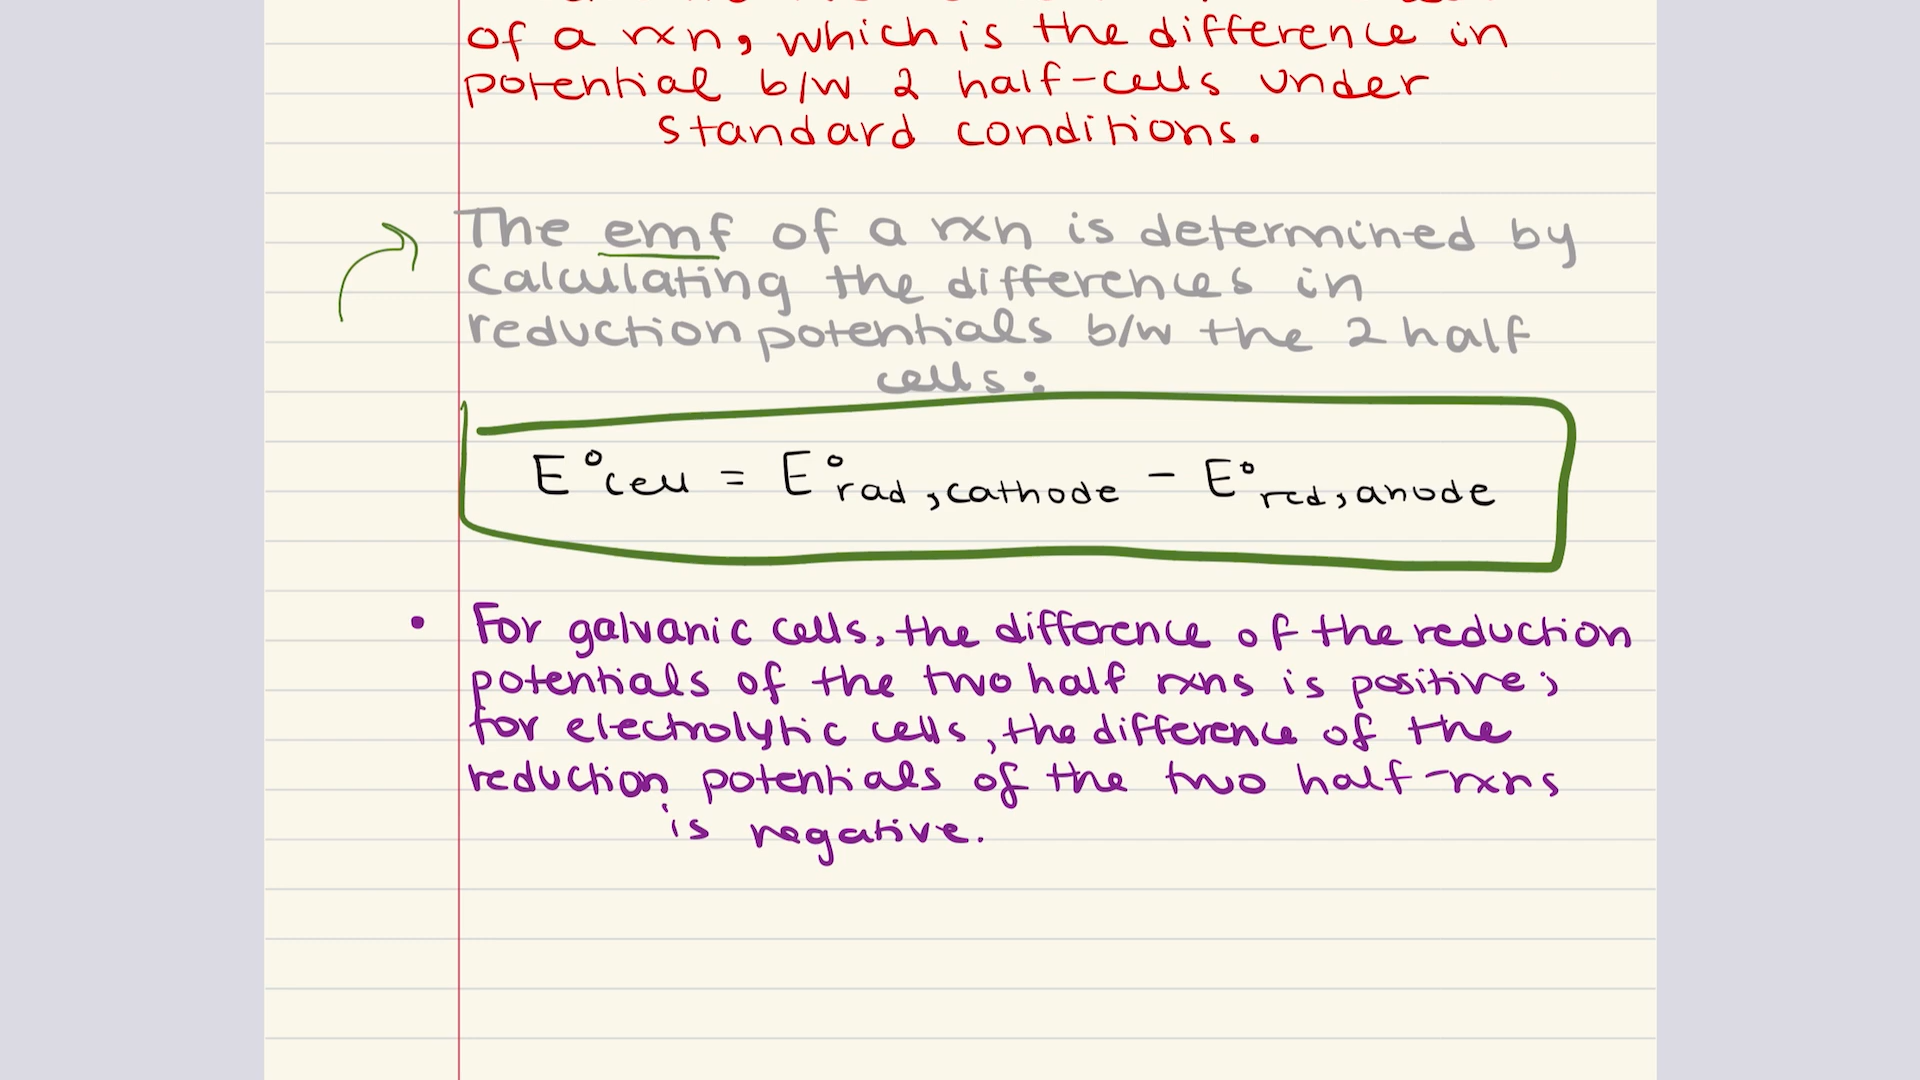 of a rxn, which is the difference in
potential b/w 2 half-cells under
standard conditions.
The emf of a rxn is determined by
calculating the differences in
reduction potentials b/w the 2 half
cells:
E°cell = E°rad, cathode - E°red, anode
• For galvanic cells, the difference of the reduction
potentials of the two half rxns is positive;
for electrolytic cells, the difference of the
reduction potentials of the two half-rxns
is negative.